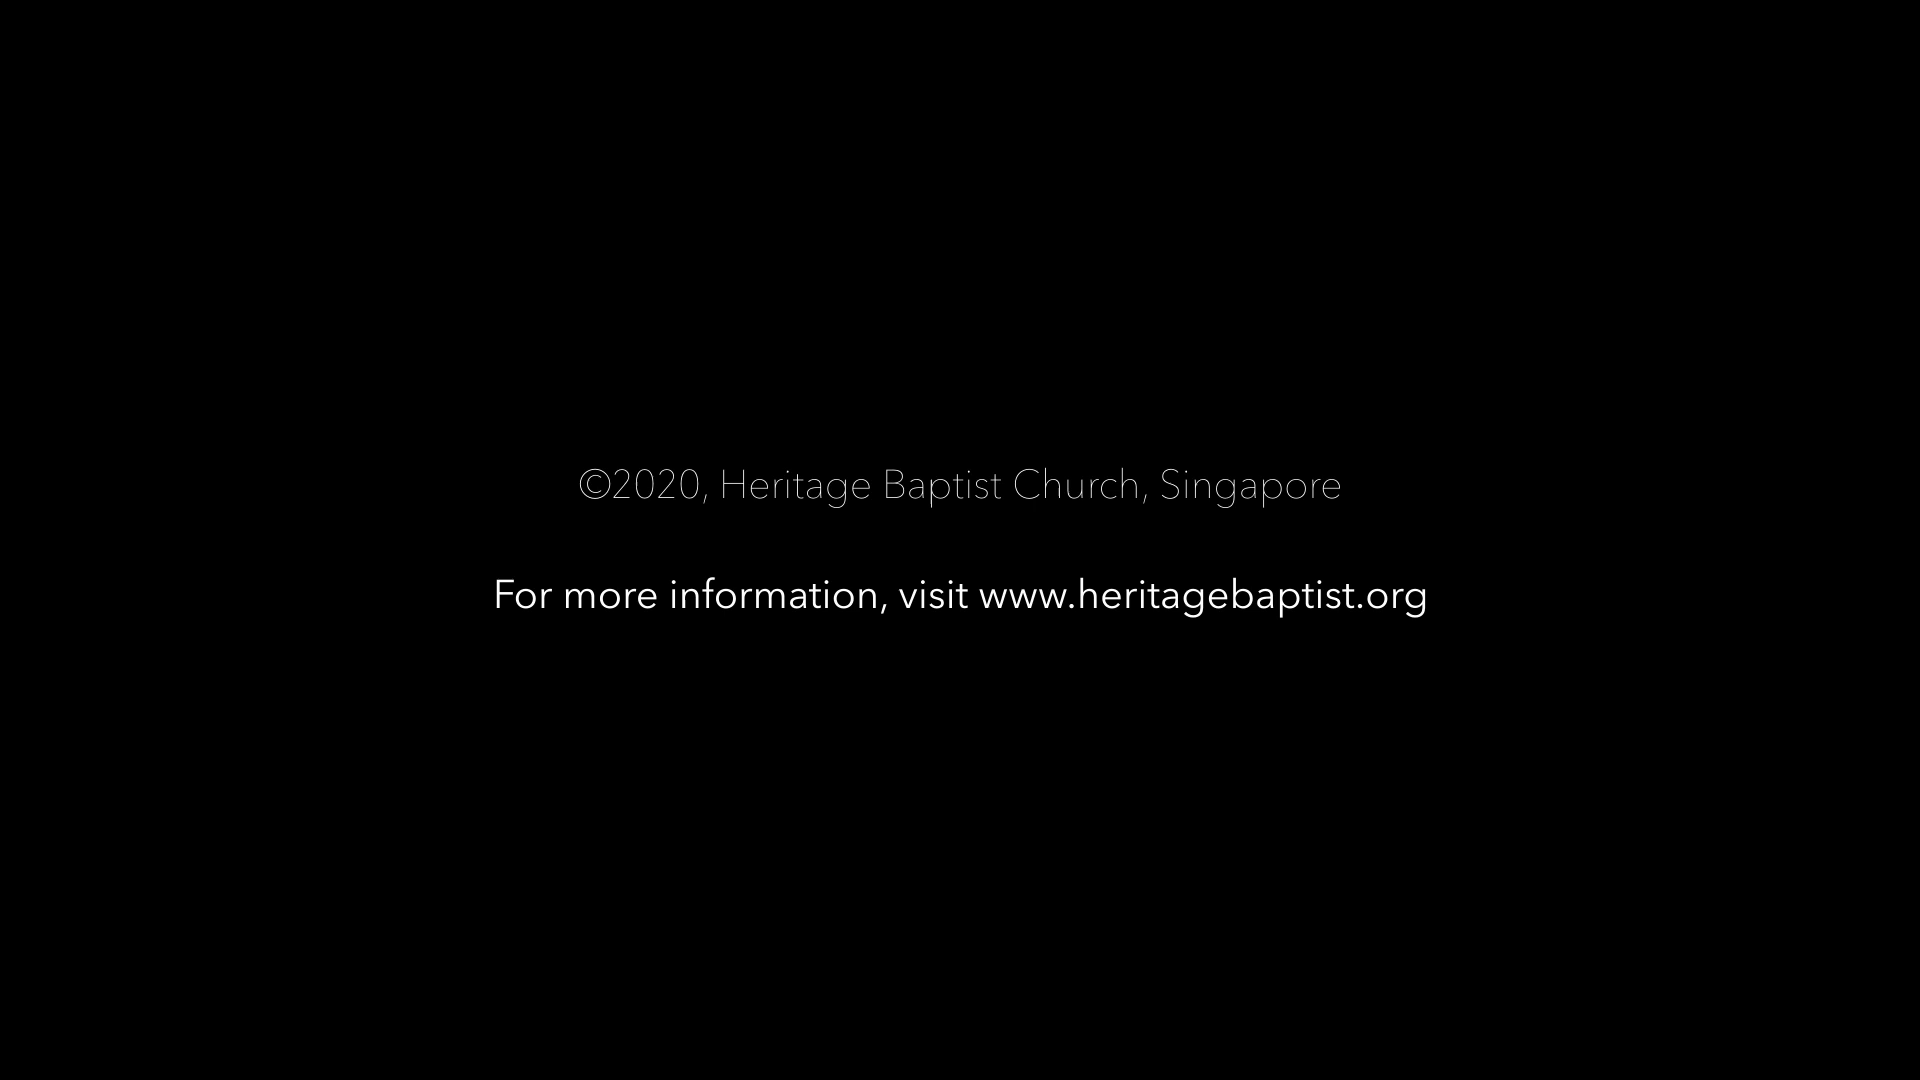 ©2020, Heritage Baptist Church, Singapore
For more information, visit www.heritagebaptist.org